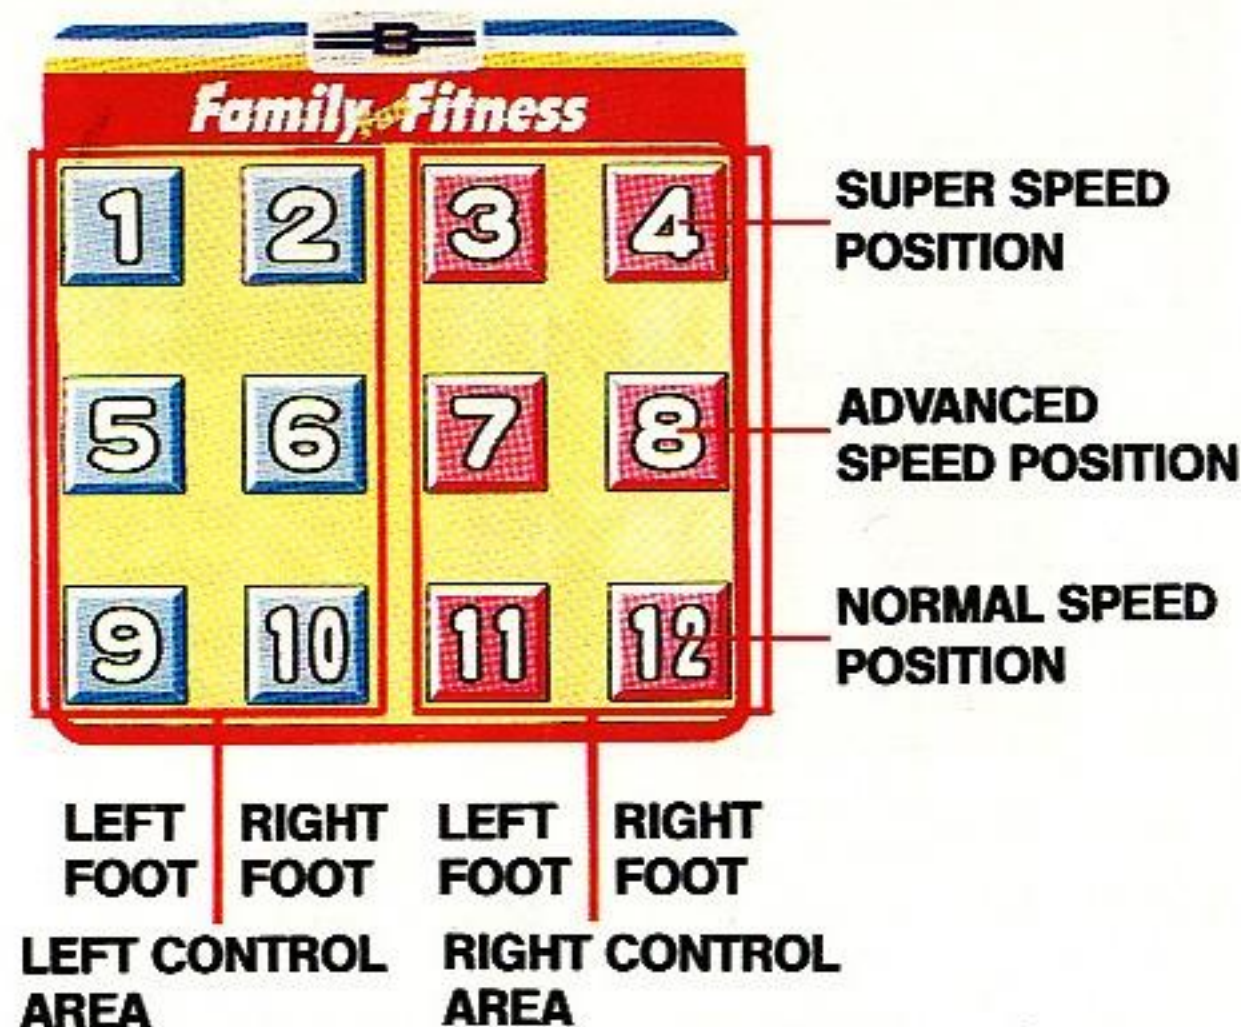 B
Family for Fitness
1 2 3 4
SUPER SPEED
POSITION
5 6 7 8
ADVANCED
SPEED POSITION
9 10 11 12
NORMAL SPEED
POSITION
LEFT RIGHT LEFT RIGHT
FOOT FOOT FOOT FOOT
LEFT CONTROL
AREA
RIGHT CONTROL
AREA